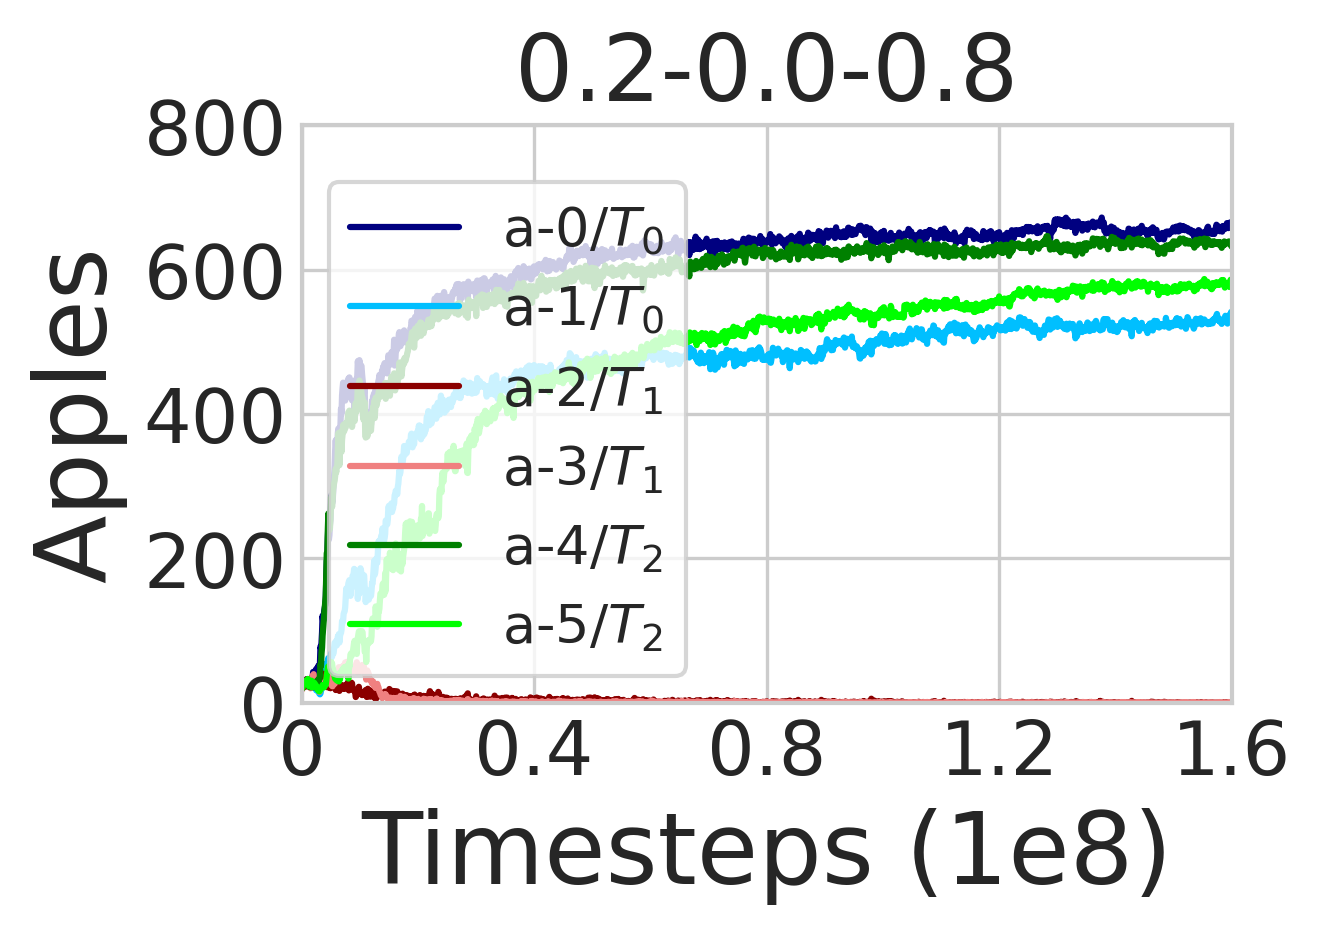 0.2-0.0-0.8
800
600
400
200
0
Apples
a-0/T₀
a-1/T₀
a-2/T₁
a-3/T₁
a-4/T₂
a-5/T₂
0 0.4 0.8 1.2 1.6
Timesteps (1e8)